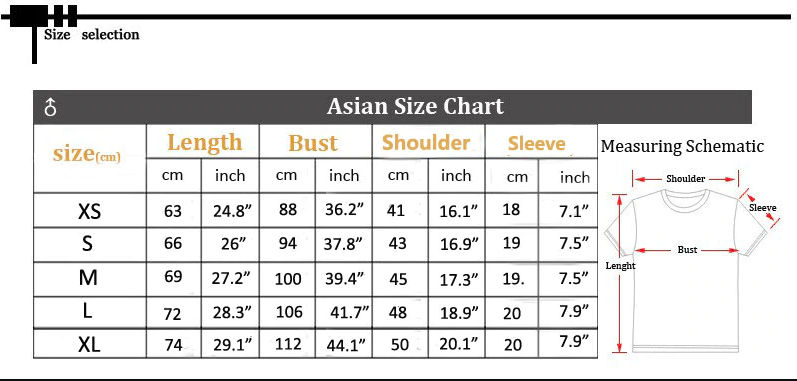 Size selection
♂ Asian Size Chart
size(cm) Length Bust Shoulder Sleeve
cm inch cm inch cm inch cm inch
XS 63 24.8” 88 36.2” 41 16.1” 18 7.1”
S 66 26” 94 37.8” 43 16.9” 19 7.5”
M 69 27.2” 100 39.4” 45 17.3” 19. 7.5”
L 72 28.3” 106 41.7” 48 18.9” 20 7.9”
XL 74 29.1” 112 44.1” 50 20.1” 20 7.9”
Measuring Schematic
Shoulder
Sleeve
Bust
Lenght